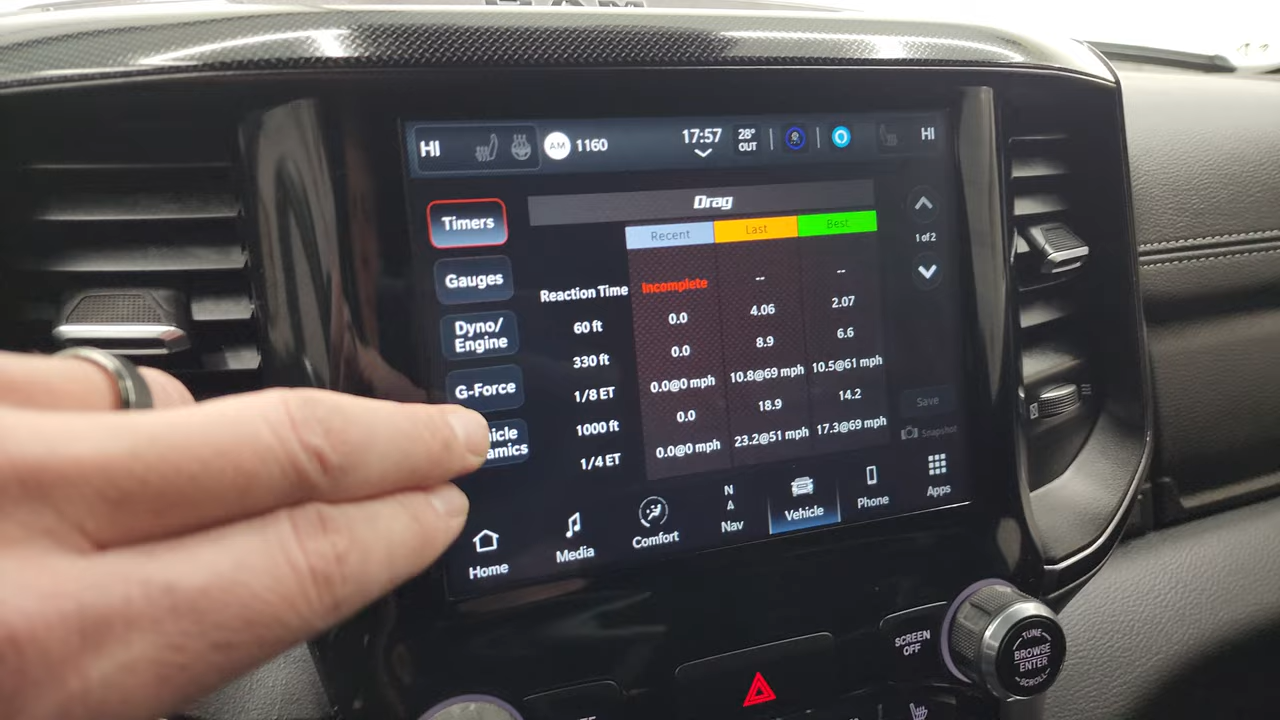 RAM
HI
AM 1160
17:57
28°
OUT
HI
Timers
Drag
Recent Last Best
1 of 2
Gauges
Reaction Time Incomplete -- --
60 ft 0.0 4.06 2.07
Dyno/
Engine
330 ft 0.0 8.9 6.6
1/8 ET 0.0@0 mph 10.8@69 mph 10.5@61 mph
G-Force
1000 ft 0.0 18.9 14.2
1/4 ET 0.0@0 mph 23.2@51 mph 17.3@69 mph
icle
amics
Save
Snapshot
Home
Media
Comfort
N
A
Nav
Vehicle
Phone
Apps
SCREEN
OFF
TUNE
BROWSE
ENTER
SCROLL